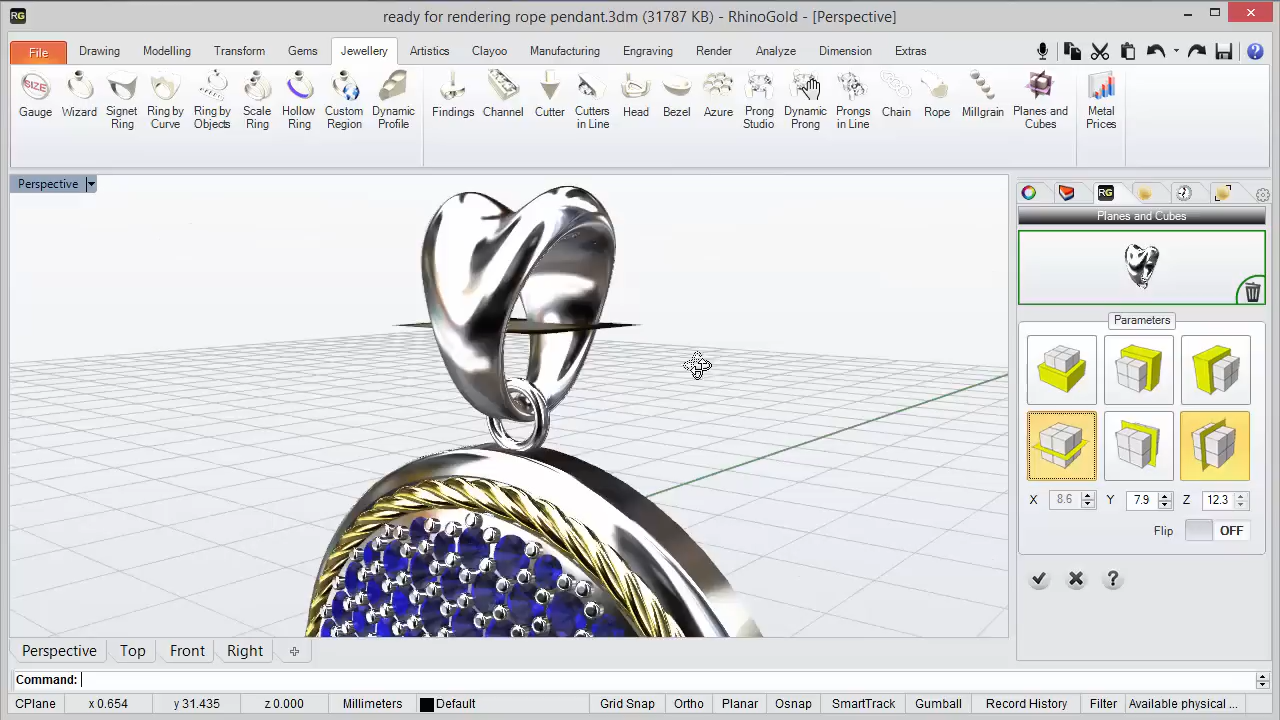 RG ready for rendering rope pendant.3dm (31787 KB) - RhinoGold - [Perspective]
File Drawing Modelling Transform Gems Jewellery Artistics Gayoo Manufacturing Engraving Render Analyze Dimension Extras
SIZE
Gauge Wizard Signet Ring Ring by Curve Ring by Objects Scale Ring Hollow Ring Custom Region Dynamic Profile Findings Channel Cutter Cutters in Line Head Bezel Azure Prong Studio Dynamic Prong Prongs in Line Chain Rope Millgrain Planes and Cubes Metal Prices
Perspective
RG
Planes and Cubes
Parameters
X 8.6 Y 7.9 Z 12.3
Flip OFF
Perspective Top Front Right
Command:
CPlane x 0.654 y 31.435 z 0.000 Millimeters Default Grid Snap Ortho Planar Osnap SmartTrack Gumball Record History Filter Available physical ...